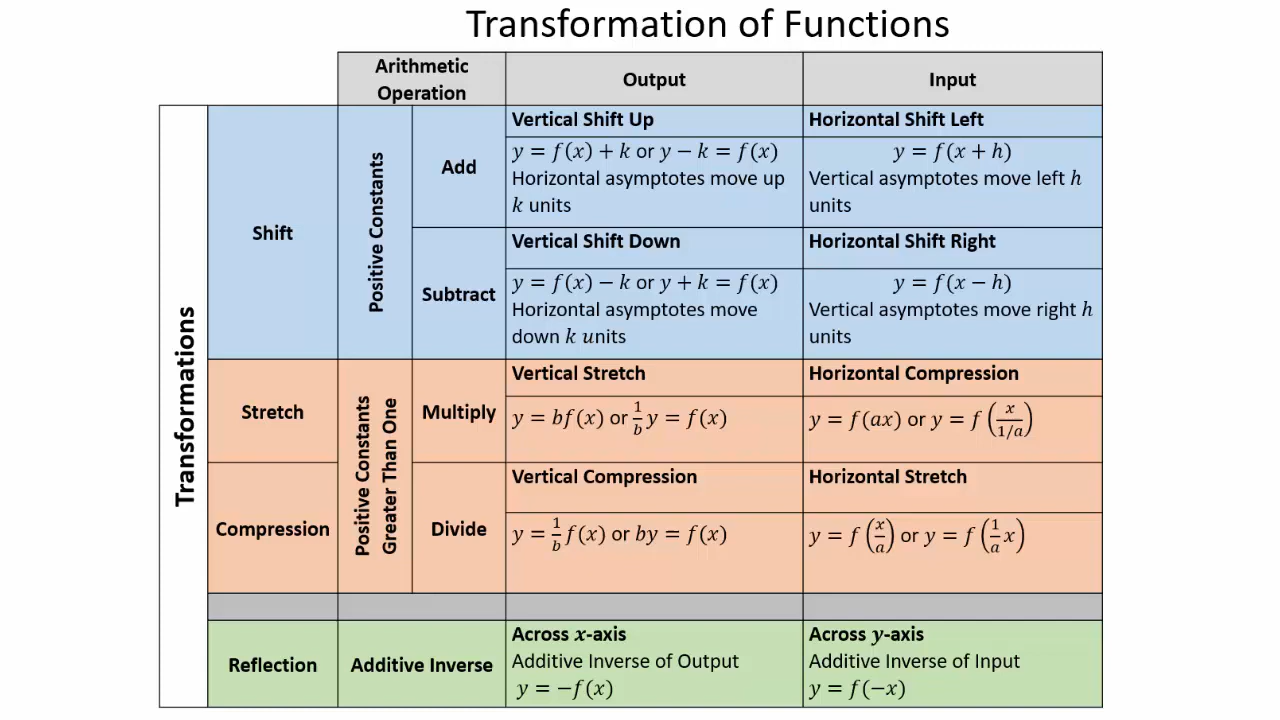 Transformation of Functions
Arithmetic
Operation
Output
Input
Transformations
Shift
Positive Constants
Add
Vertical Shift Up
y = f(x) + k or y − k = f(x)
Horizontal asymptotes move up
k units
Horizontal Shift Left
y = f(x + h)
Vertical asymptotes move left h
units
Subtract
Vertical Shift Down
y = f(x) − k or y + k = f(x)
Horizontal asymptotes move
down k units
Horizontal Shift Right
y = f(x − h)
Vertical asymptotes move right h
units
Stretch
Positive Constants
Greater Than One
Multiply
Vertical Stretch
y = bf(x) or 1/b y = f(x)
Horizontal Compression
y = f(ax) or y = f(x/(1/a))
Compression
Divide
Vertical Compression
y = 1/b f(x) or by = f(x)
Horizontal Stretch
y = f(x/a) or y = f(1/a x)
Reflection
Additive Inverse
Across x-axis
Additive Inverse of Output
y = −f(x)
Across y-axis
Additive Inverse of Input
y = f(−x)